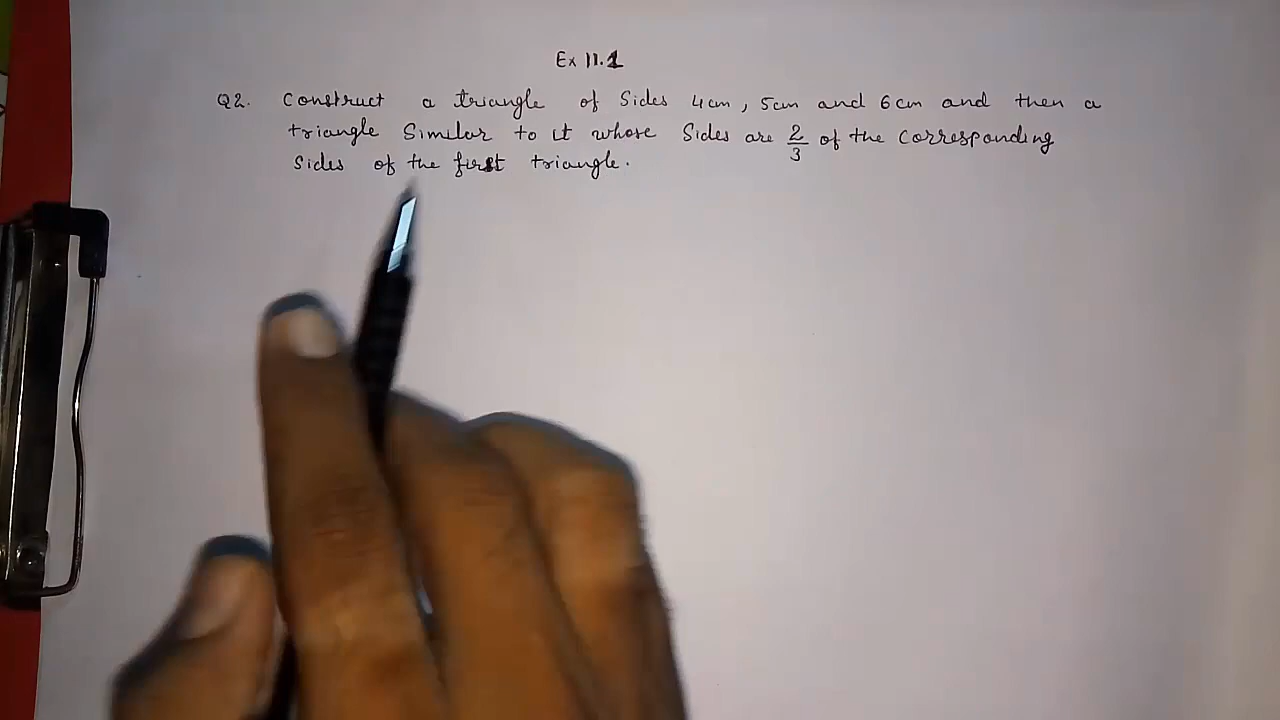 Ex 11.1
Q2. Construct a triangle of Sides 4cm, 5cm and 6cm and then a
triangle Similar to it whose Sides are 2/3 of the Corresponding
Sides of the first triangle.